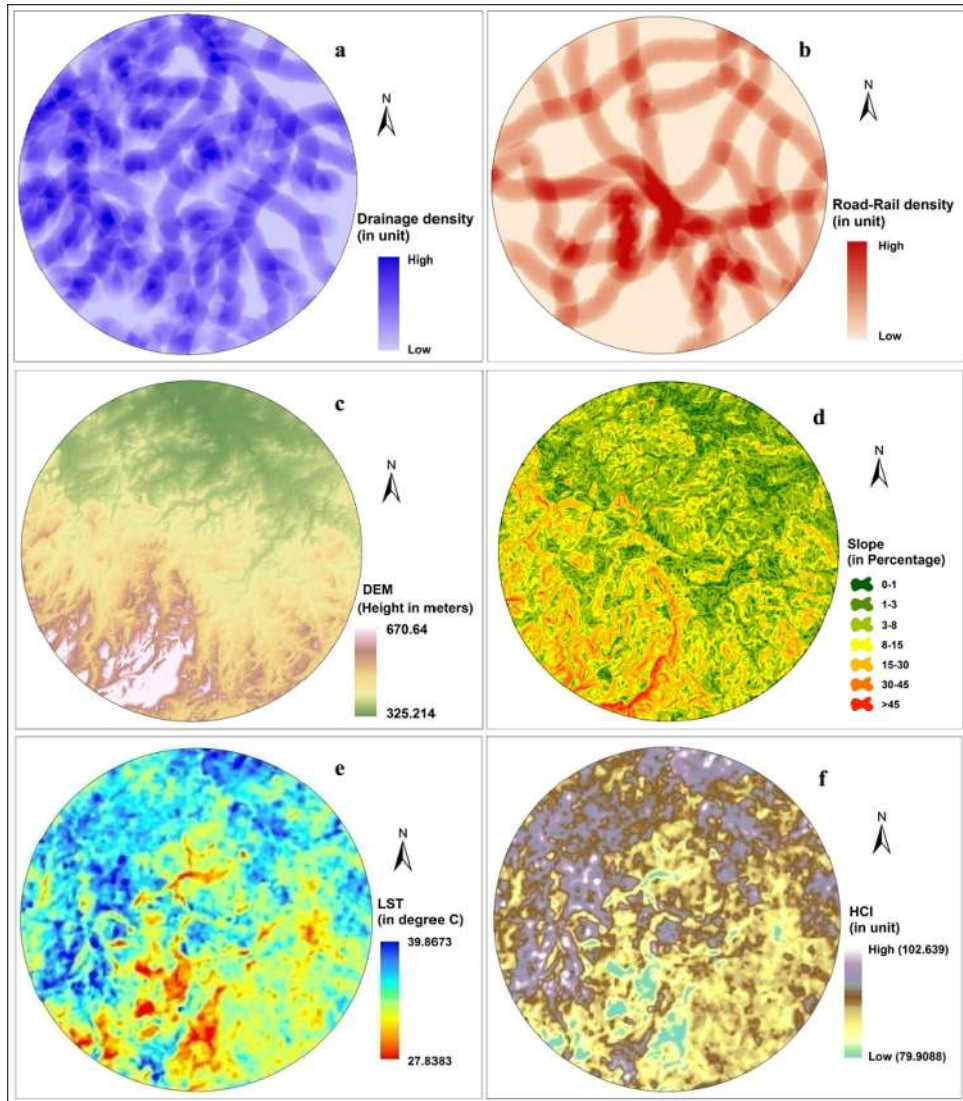 a
N
Drainage density
(in unit)
High
Low
b
N
Road-Rail density
(in unit)
High
Low
c
N
DEM
(Height in meters)
670.64
325.214
d
N
Slope
(in Percentage)
0-1
1-3
3-8
8-15
15-30
30-45
>45
e
N
LST
(in degree C)
39.8673
27.8383
f
N
HCI
(in unit)
High (102.639)
Low (79.9088)